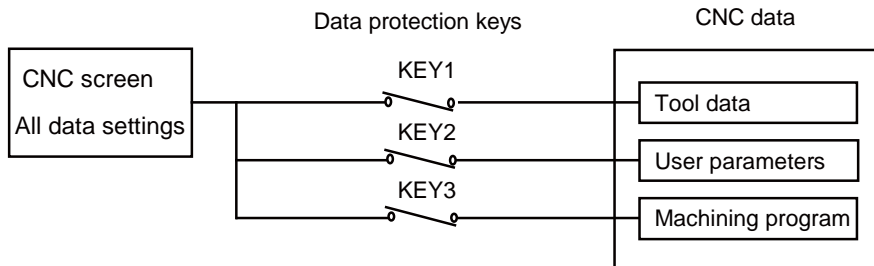 Data protection keys
CNC data
CNC screen
All data settings
KEY1
Tool data
KEY2
User parameters
KEY3
Machining program